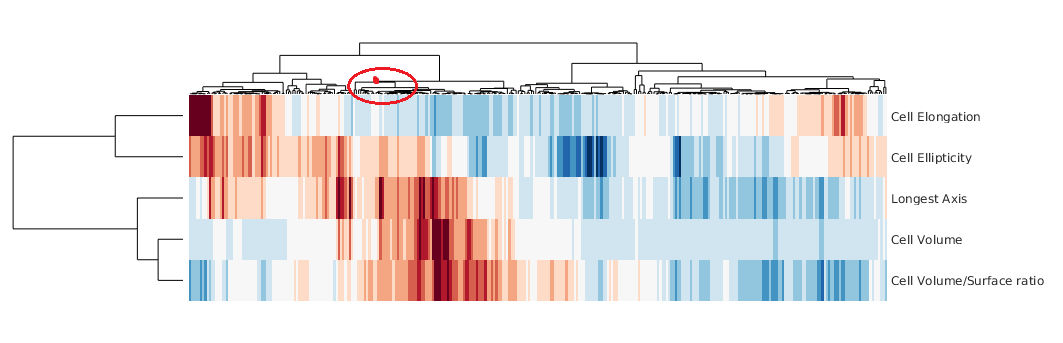 Cell Elongation
Cell Ellipticity
Longest Axis
Cell Volume
Cell Volume/Surface ratio